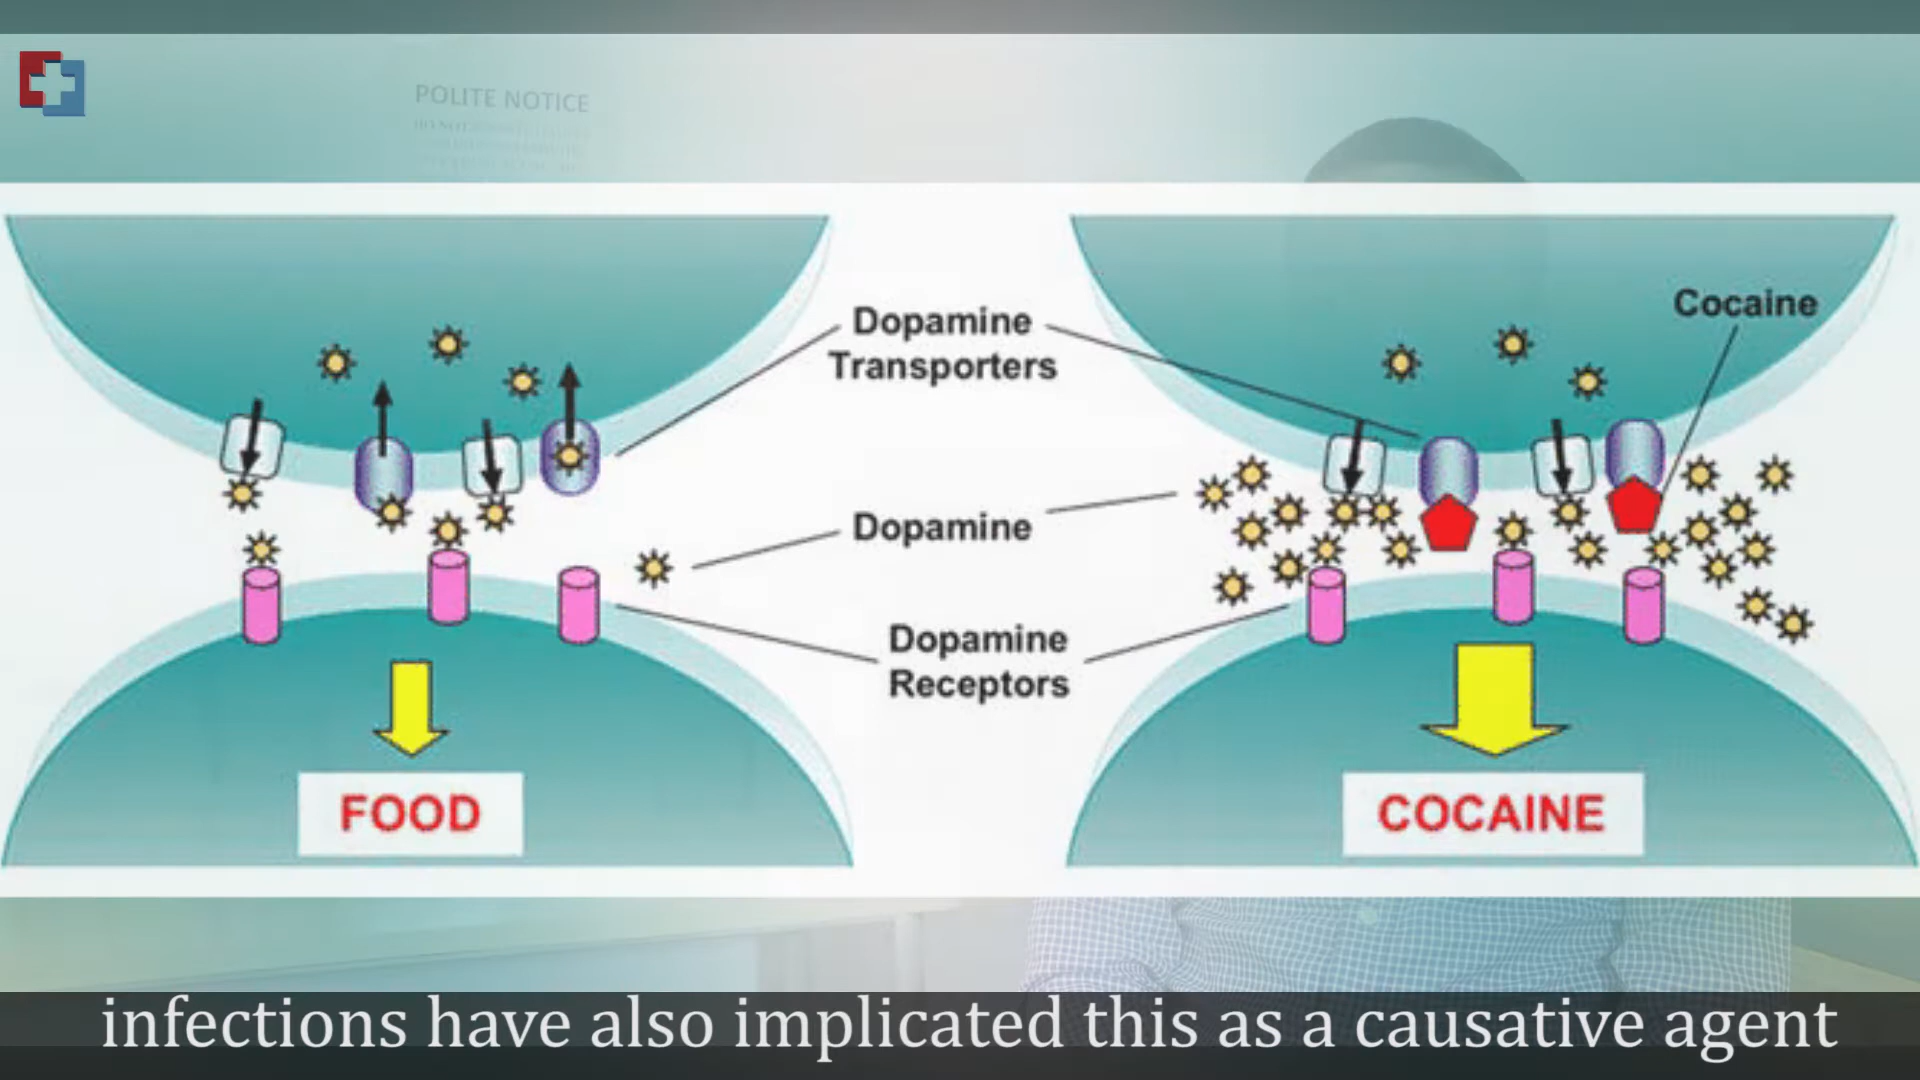 POLITE NOTICE
Cocaine
Dopamine
Transporters
Dopamine
Dopamine
Receptors
FOOD
COCAINE
infections have also implicated this as a causative agent